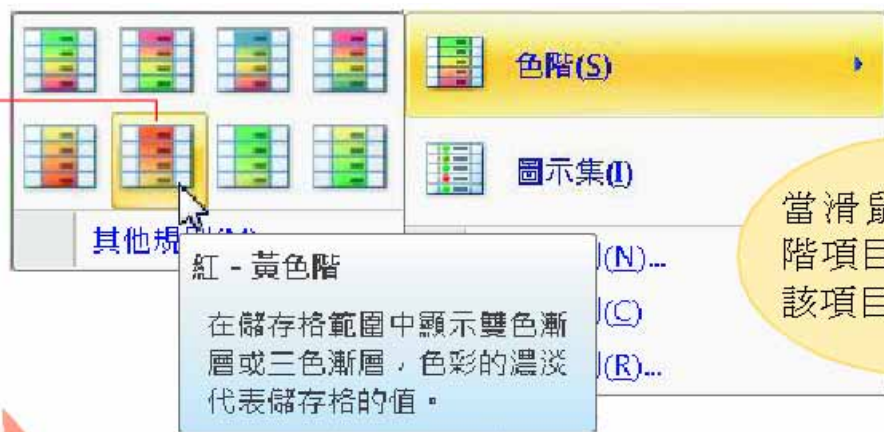 色階(S)
圖示集(I)
其他規
紅 - 黃色階
在儲存格範圍中顯示雙色漸
層或三色漸層，色彩的濃淡
代表儲存格的值。
(N)...
(C)
(R)...
當滑鼠
階項目
該項目